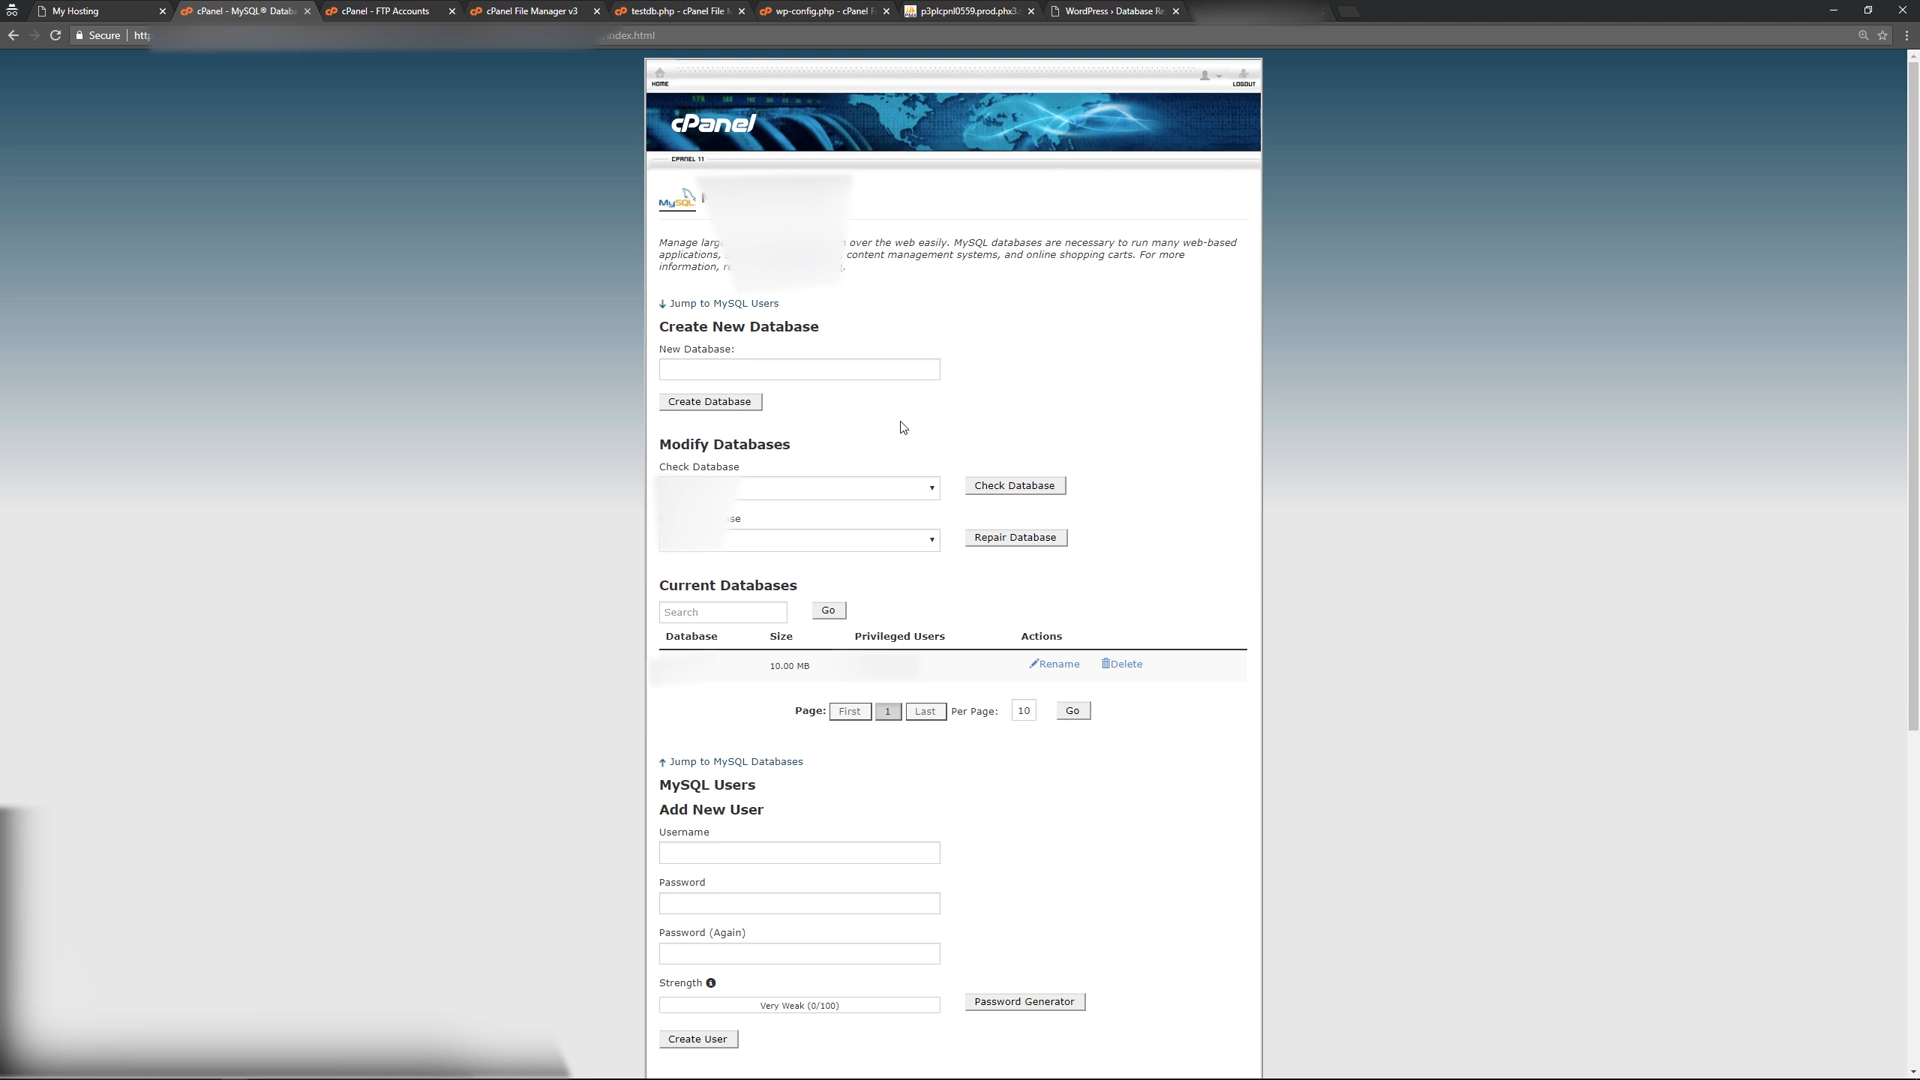 My Hosting
cPanel - MySQL® Databa
cPanel - FTP Accounts
cPanel File Manager v3
testdb.php - cPanel File
wp-config.php - cPanel F
p3plcpnl0559.prod.phx3
WordPress › Database Re
Secure
http
/index.html
HOME
LOGOUT
cPanel
CPANEL 11
MySQL
Manage larg over the web easily. MySQL databases are necessary to run many web-based
applications, content management systems, and online shopping carts. For more
information, re
↓ Jump to MySQL Users
Create New Database
New Database:
Create Database
Modify Databases
Check Database
Check Database
se
Repair Database
Current Databases
Search
Go
Database Size Privileged Users Actions
10.00 MB Rename Delete
Page: First 1 Last Per Page: 10 Go
↑ Jump to MySQL Databases
MySQL Users
Add New User
Username
Password
Password (Again)
Strength
Very Weak (0/100)
Password Generator
Create User